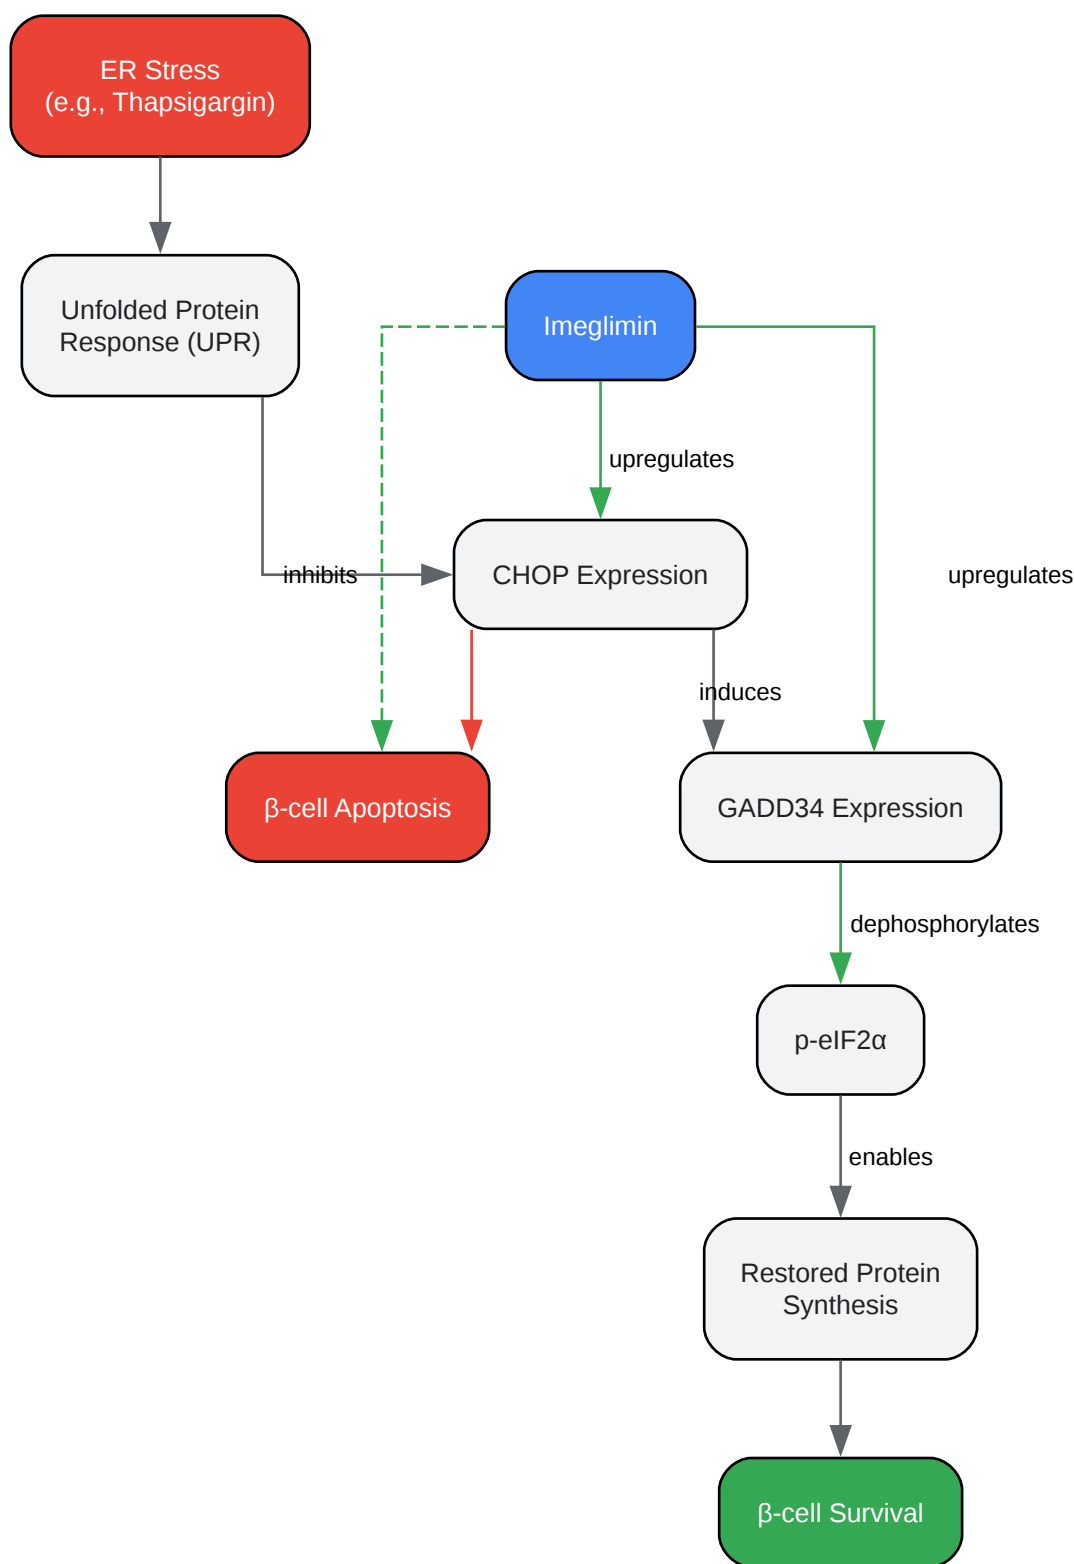 ER Stress
(e.g., Thapsigargin)
Unfolded Protein
Response (UPR)
Imeglimin
upregulates
inhibits
CHOP Expression
upregulates
induces
β-cell Apoptosis
GADD34 Expression
dephosphorylates
p-eIF2α
enables
Restored Protein
Synthesis
β-cell Survival